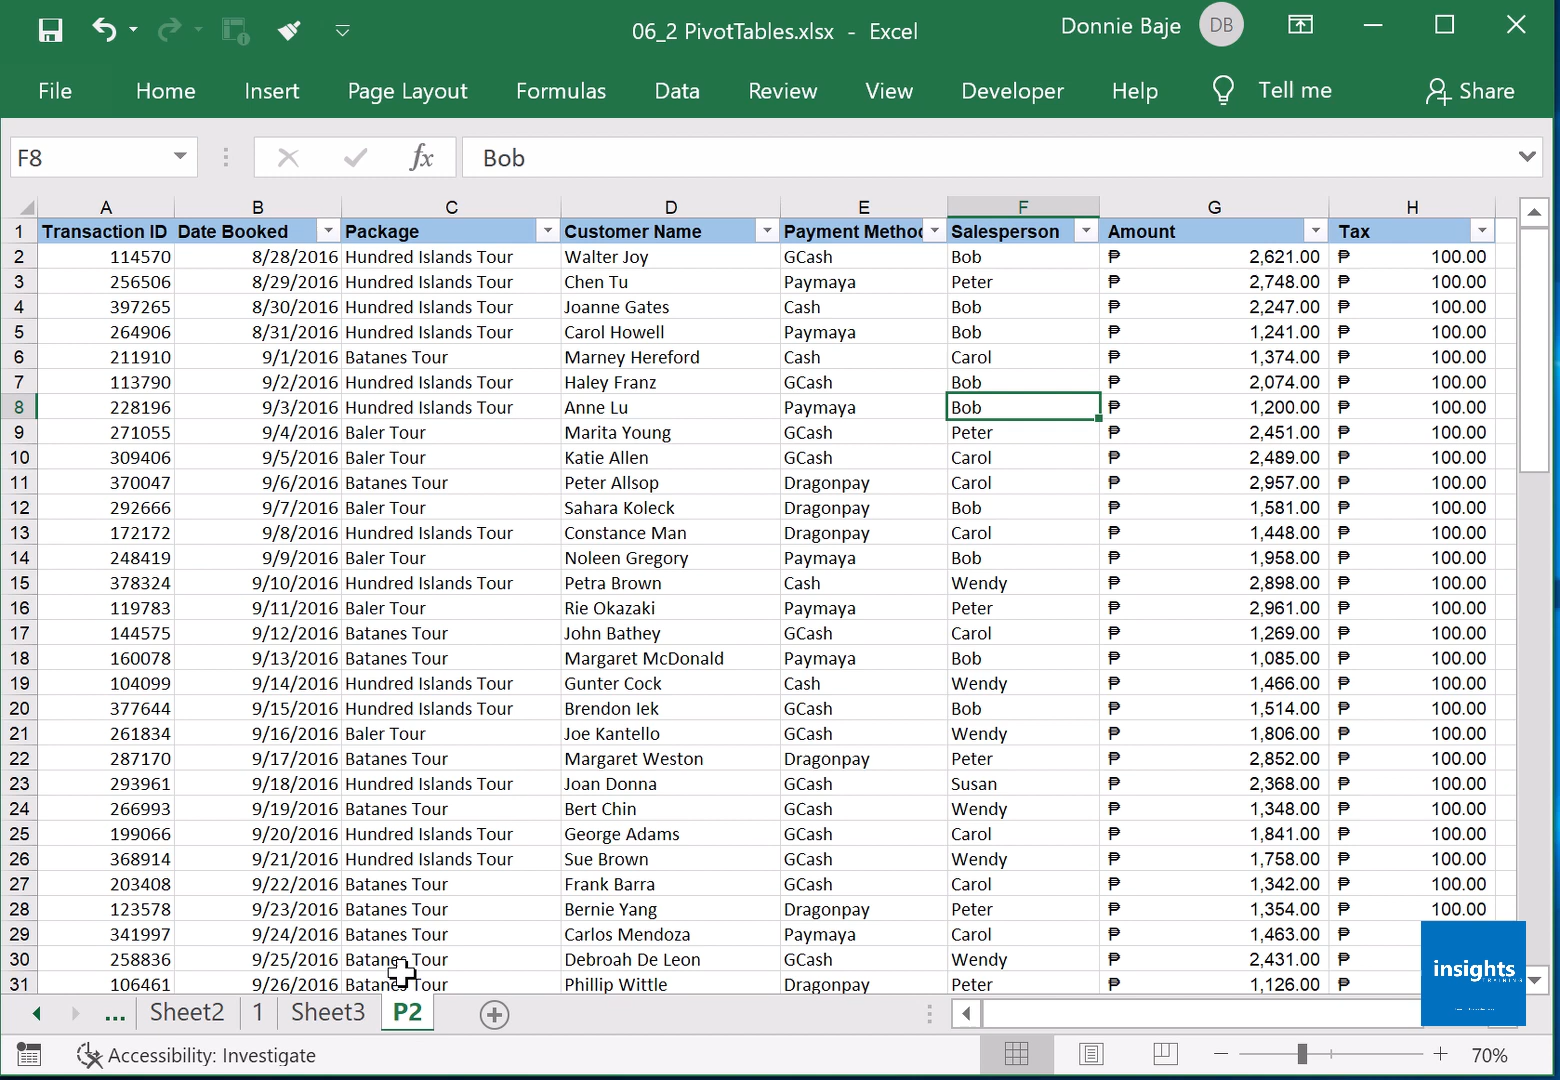 06_2 PivotTables.xlsx - Excel
Donnie Baje DB
File Home Insert Page Layout Formulas Data Review View Developer Help Tell me Share
F8 fx Bob
A B C D E F G H
1 Transaction ID Date Booked Package Customer Name Payment Methoc Salesperson Amount Tax
2 114570 8/28/2016 Hundred Islands Tour Walter Joy GCash Bob ₱ 2,621.00 ₱ 100.00
3 256506 8/29/2016 Hundred Islands Tour Chen Tu Paymaya Peter ₱ 2,748.00 ₱ 100.00
4 397265 8/30/2016 Hundred Islands Tour Joanne Gates Cash Bob ₱ 2,247.00 ₱ 100.00
5 264906 8/31/2016 Hundred Islands Tour Carol Howell Paymaya Bob ₱ 1,241.00 ₱ 100.00
6 211910 9/1/2016 Batanes Tour Marney Hereford Cash Carol ₱ 1,374.00 ₱ 100.00
7 113790 9/2/2016 Hundred Islands Tour Haley Franz GCash Bob ₱ 2,074.00 ₱ 100.00
8 228196 9/3/2016 Hundred Islands Tour Anne Lu Paymaya Bob ₱ 1,200.00 ₱ 100.00
9 271055 9/4/2016 Baler Tour Marita Young GCash Peter ₱ 2,451.00 ₱ 100.00
10 309406 9/5/2016 Baler Tour Katie Allen GCash Carol ₱ 2,489.00 ₱ 100.00
11 370047 9/6/2016 Batanes Tour Peter Allsop Dragonpay Carol ₱ 2,957.00 ₱ 100.00
12 292666 9/7/2016 Baler Tour Sahara Koleck Dragonpay Bob ₱ 1,581.00 ₱ 100.00
13 172172 9/8/2016 Hundred Islands Tour Constance Man Dragonpay Carol ₱ 1,448.00 ₱ 100.00
14 248419 9/9/2016 Baler Tour Noleen Gregory Paymaya Bob ₱ 1,958.00 ₱ 100.00
15 378324 9/10/2016 Hundred Islands Tour Petra Brown Cash Wendy ₱ 2,898.00 ₱ 100.00
16 119783 9/11/2016 Baler Tour Rie Okazaki Paymaya Peter ₱ 2,961.00 ₱ 100.00
17 144575 9/12/2016 Batanes Tour John Bathey GCash Carol ₱ 1,269.00 ₱ 100.00
18 160078 9/13/2016 Batanes Tour Margaret McDonald Paymaya Bob ₱ 1,085.00 ₱ 100.00
19 104099 9/14/2016 Hundred Islands Tour Gunter Cock Cash Wendy ₱ 1,466.00 ₱ 100.00
20 377644 9/15/2016 Hundred Islands Tour Brendon Iek GCash Bob ₱ 1,514.00 ₱ 100.00
21 261834 9/16/2016 Baler Tour Joe Kantello GCash Wendy ₱ 1,806.00 ₱ 100.00
22 287170 9/17/2016 Batanes Tour Margaret Weston Dragonpay Peter ₱ 2,852.00 ₱ 100.00
23 293961 9/18/2016 Hundred Islands Tour Joan Donna GCash Susan ₱ 2,368.00 ₱ 100.00
24 266993 9/19/2016 Batanes Tour Bert Chin GCash Wendy ₱ 1,348.00 ₱ 100.00
25 199066 9/20/2016 Hundred Islands Tour George Adams GCash Carol ₱ 1,841.00 ₱ 100.00
26 368914 9/21/2016 Hundred Islands Tour Sue Brown GCash Wendy ₱ 1,758.00 ₱ 100.00
27 203408 9/22/2016 Batanes Tour Frank Barra GCash Carol ₱ 1,342.00 ₱ 100.00
28 123578 9/23/2016 Batanes Tour Bernie Yang Dragonpay Peter ₱ 1,354.00 ₱ 100.00
29 341997 9/24/2016 Batanes Tour Carlos Mendoza Paymaya Carol ₱ 1,463.00 ₱
30 258836 9/25/2016 Batanes Tour Debroah De Leon GCash Wendy ₱ 2,431.00 ₱
31 106461 9/26/2016 Batanes Tour Phillip Wittle Dragonpay Peter ₱ 1,126.00 ₱
insights
... Sheet2 1 Sheet3 P2
Accessibility: Investigate 70%